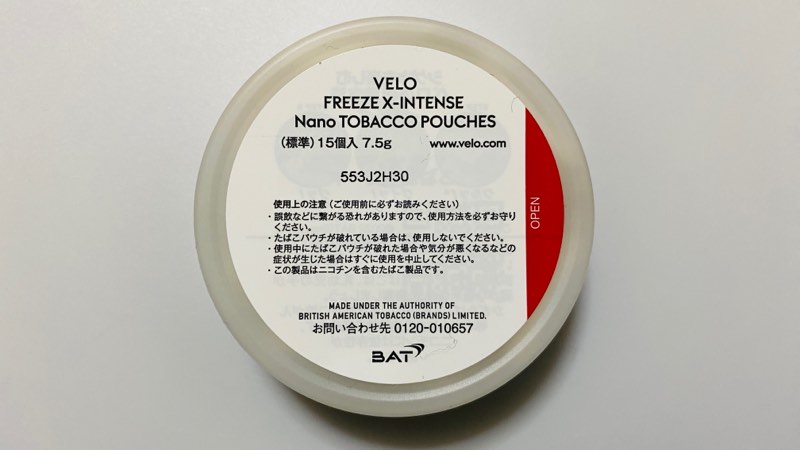 VELO
FREEZE X-INTENSE
Nano TOBACCO POUCHES
(標準) 15個入 7.5g www.velo.com
553J2H30
使用上の注意（ご使用前に必ずお読みください）
・誤飲などに繋がる恐れがありますので、使用方法を必ずお守り
ください。
・たばこパウチが破れている場合は、使用しないでください。
・使用中にたばこパウチが破れた場合や気分が悪くなるなどの
症状が生じた場合はすぐに使用を中止してください。
・この製品はニコチンを含むたばこ製品です。
OPEN
MADE UNDER THE AUTHORITY OF
BRITISH AMERICAN TOBACCO (BRANDS) LIMITED.
お問い合わせ先 0120-010657
BAT